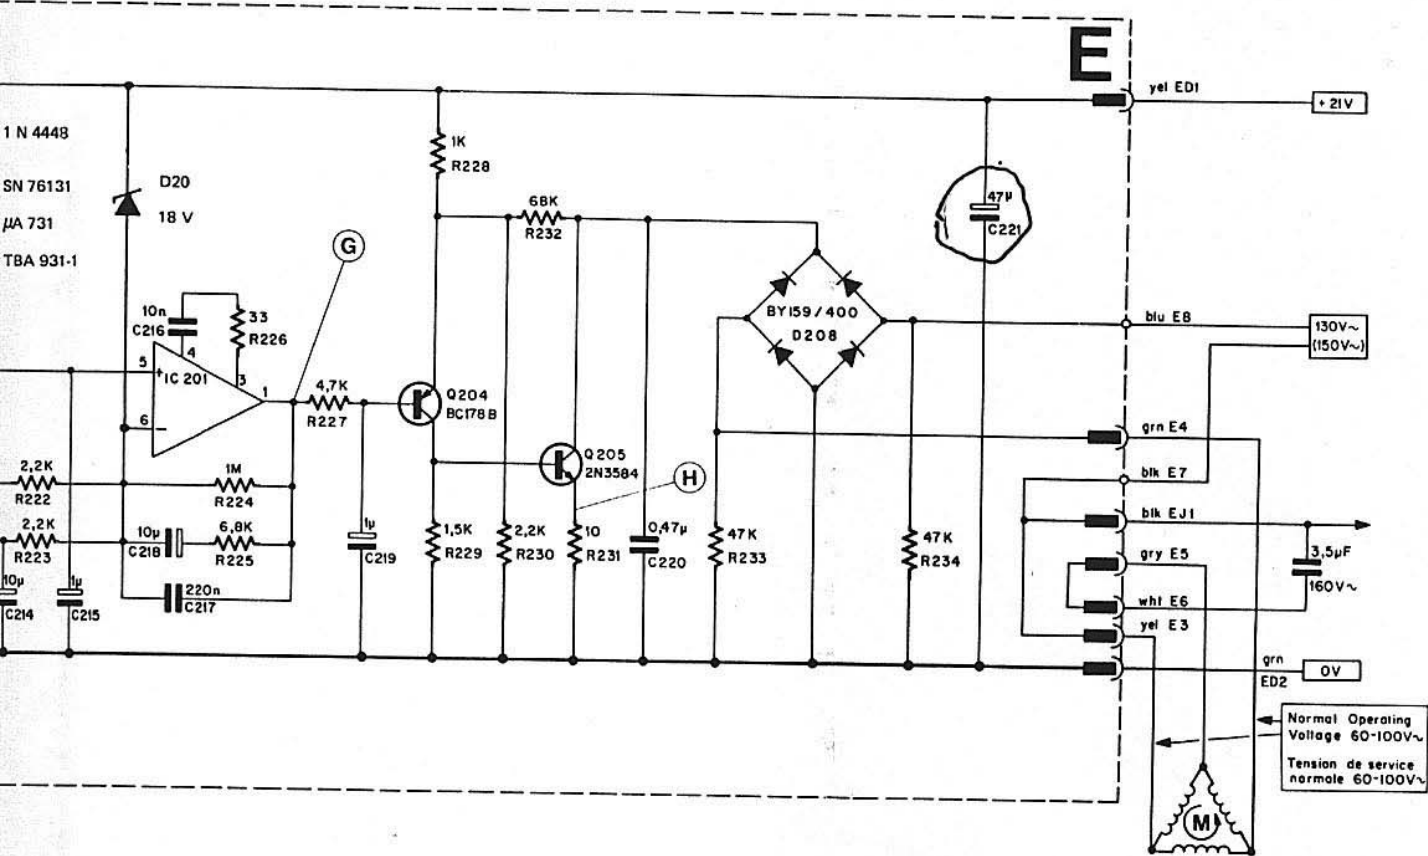 E
yel ED1
+21V
1 N 4448
1K
R228
SN 76131
D20
18 V
µA 731
TBA 931-1
68K
R232
47µ
C221
G
10n
C216
33
R226
4
5
+
IC 201
3
1
6
−
4,7K
R227
Q204
BC178B
BY159/400
D208
blu E8
130V~
(150V~)
grn E4
Q205
2N3584
H
blk E7
2,2K
R222
1M
R224
2,2K
R223
10µ
C218
6,8K
R225
1µ
C219
1,5K
R229
2,2K
R230
10
R231
0,47µ
C220
47K
R233
47K
R234
blk EJ1
gry E5
3,5µF
160V~
wht E6
yel E3
10µ
C214
1µ
C215
220n
C217
grn
ED2
0V
Normal Operating
Voltage 60-100V~
Tension de service
normale 60-100V~
M